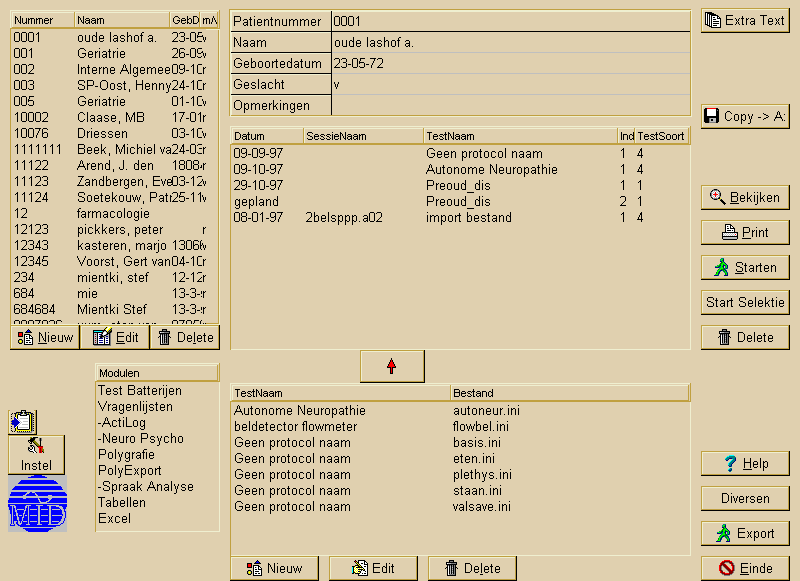 Nummer Naam GebD m/v
0001 oude lashof a. 23-05 v
001 Geriatrie 26-09 v
002 Interne Algemee 09-10 r
003 SP-Oost, Henny 24-10 r
005 Geriatrie 01-10 v
10002 Claase, MB 17-01 r
10076 Driessen 03-10 v
1111111 Beek, Michiel va 24-03 r
11122 Arend, J. den 1808 r
11123 Zandbergen, Eve 03-12 v
11124 Soetekouw, Patr 25-11 v
12 farmacologie
12123 pickkers, peter r
12343 kasteren, marjo 1306 v
12345 Voorst, Gert van 04-10 r
234 mientki, stef 12-12 r
684 mie 13-3- r
684684 Mientki Stef 13-3- r
Nieuw Edit Delete
Patientnummer 0001
Naam oude lashof a.
Geboortedatum 23-05-72
Geslacht v
Opmerkingen
Datum SessieNaam TestNaam Ind TestSoort
09-09-97 Geen protocol naam 1 4
09-10-97 Autonome Neuropathie 1 4
29-10-97 Preoud_dis 1 1
gepland Preoud_dis 2 1
08-01-97 2belsppp.a02 import bestand 1 4
Extra Text
Copy -> A:
Bekijken
Print
Starten
Start Selektie
Delete
Modulen
Test Batterijen
Vragenlijsten
-ActiLog
-Neuro Psycho
Polygrafie
PolyExport
-Spraak Analyse
Tabellen
Excel
Instel
MID
TestNaam Bestand
Autonome Neuropathie autoneur.ini
beldetector flowmeter flowbel.ini
Geen protocol naam basis.ini
Geen protocol naam eten.ini
Geen protocol naam plethys.ini
Geen protocol naam staan.ini
Geen protocol naam valsave.ini
Nieuw Edit Delete
Help
Diversen
Export
Einde